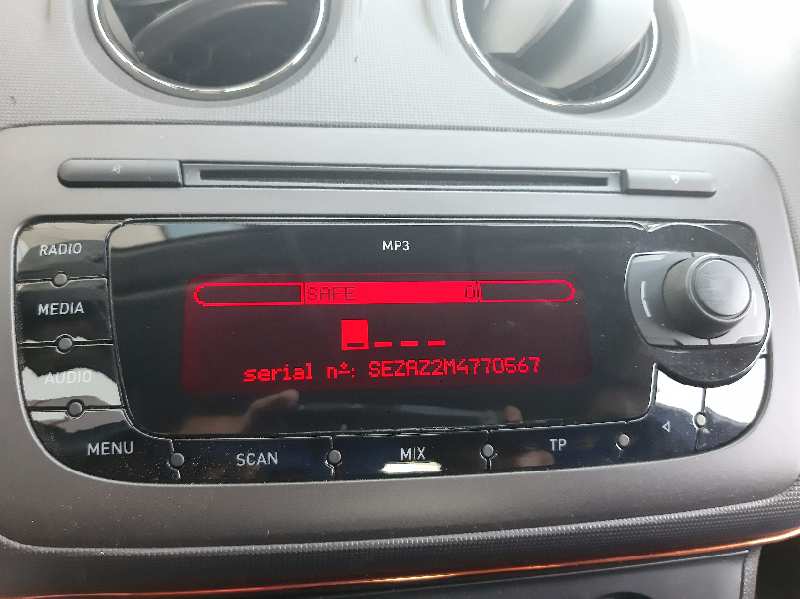 MP3
RADIO
SAFE 0
MEDIA
serial nº: SEZAZ2M4770567
AUDIO
MENU SCAN MIX TP